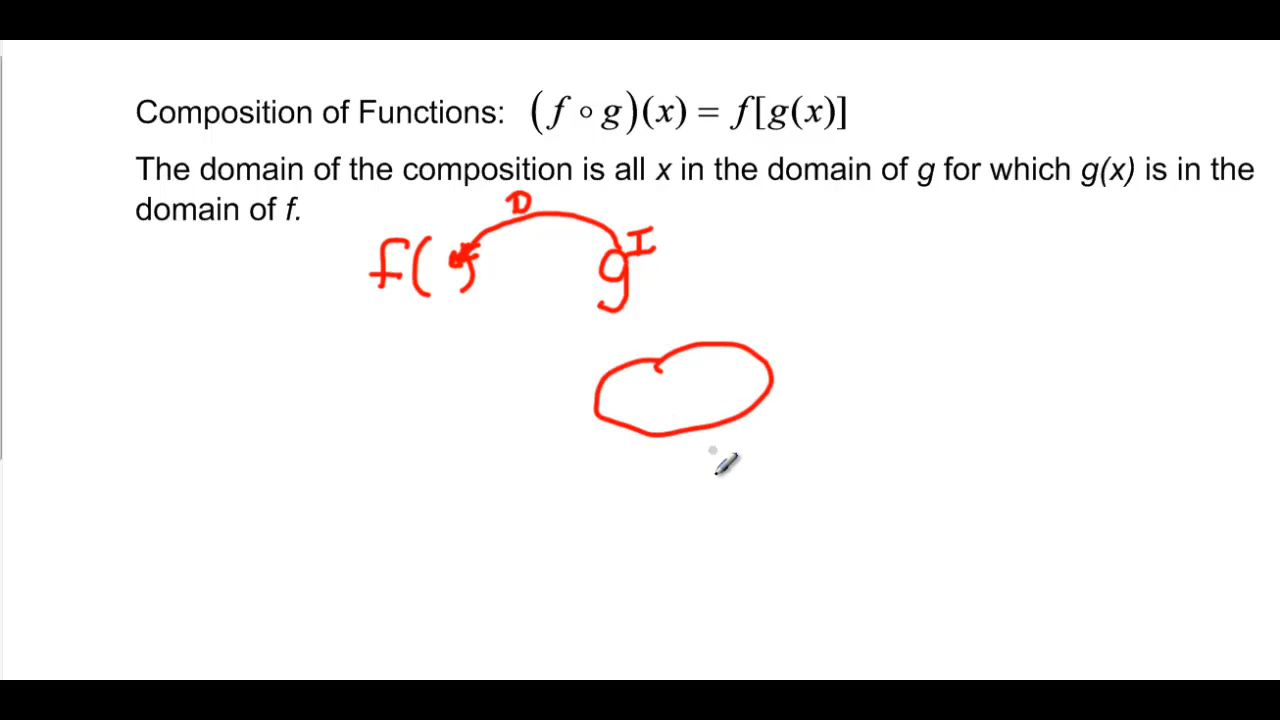 Composition of Functions: (f ∘ g)(x) = f[g(x)]
The domain of the composition is all x in the domain of g for which g(x) is in the
domain of f.
D
f( ) g I